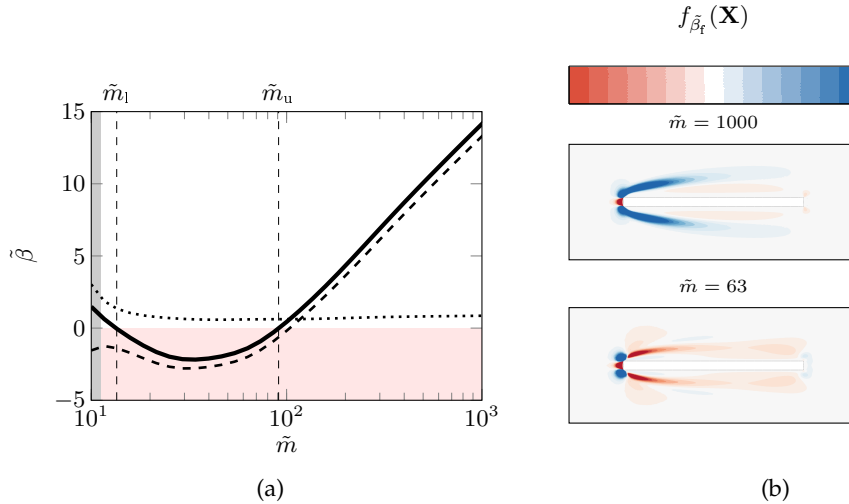 f_{β̃_f}(X)
m̃_l m̃_u
15
10
5
0
−5
β̃
10^1 10^2 10^3
m̃
(a)
m̃ = 1000
m̃ = 63
(b)